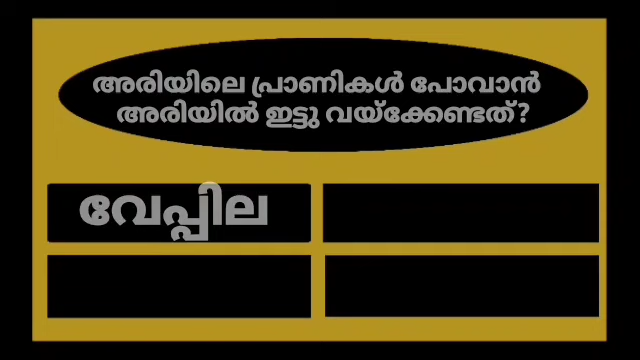 അരിയിലെ പ്രാണികൾ പോവാൻ
അരിയിൽ ഇട്ടു വയ്ക്കേണ്ടത്?
വേപ്പില